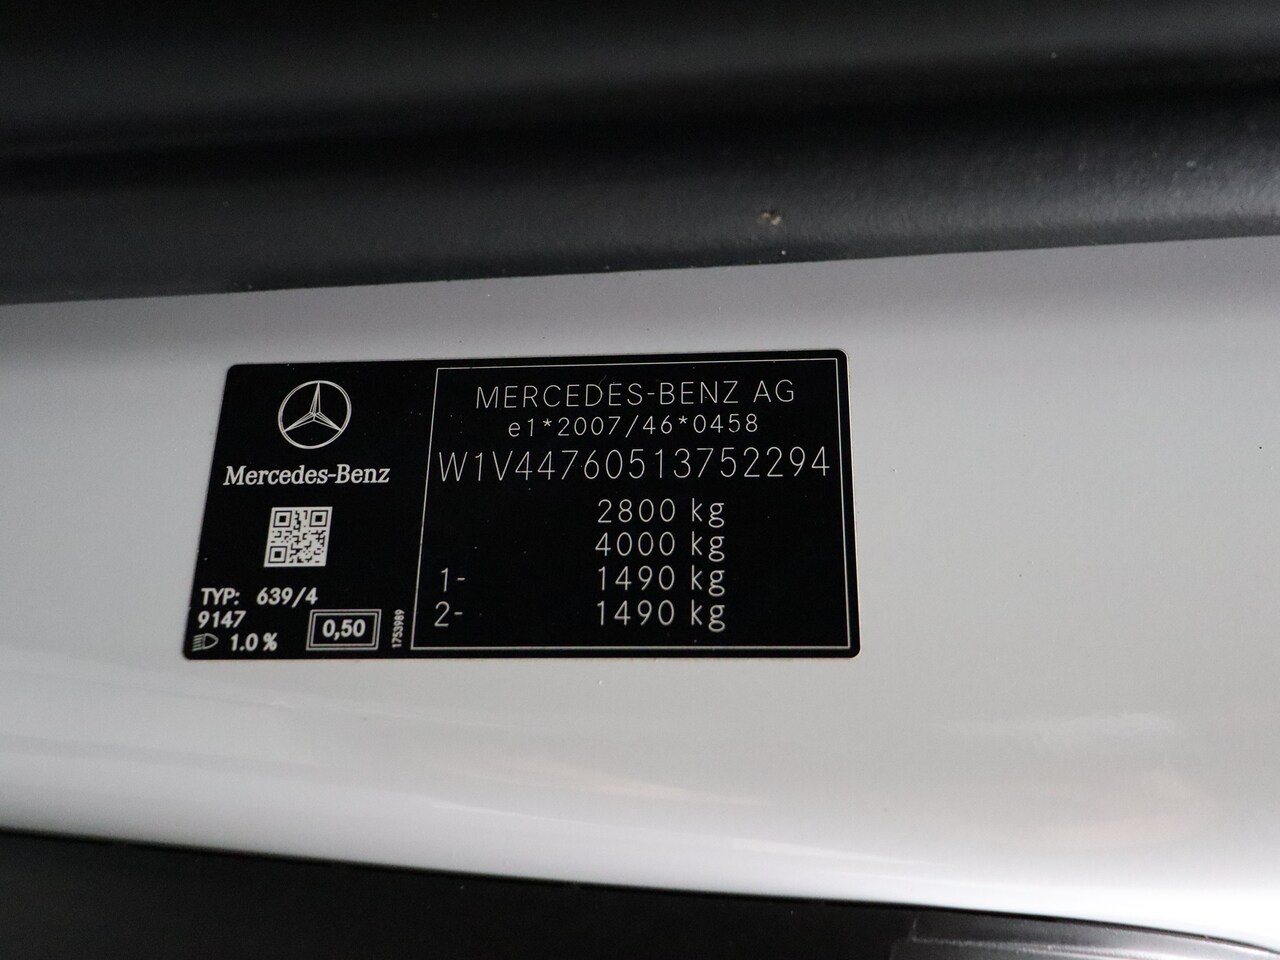 Mercedes-Benz
TYP: 639/4
9147
1.0 %
0,50
1753989
MERCEDES-BENZ AG
e1*2007/46*0458
W1V44760513752294
2800 kg
4000 kg
1- 1490 kg
2- 1490 kg